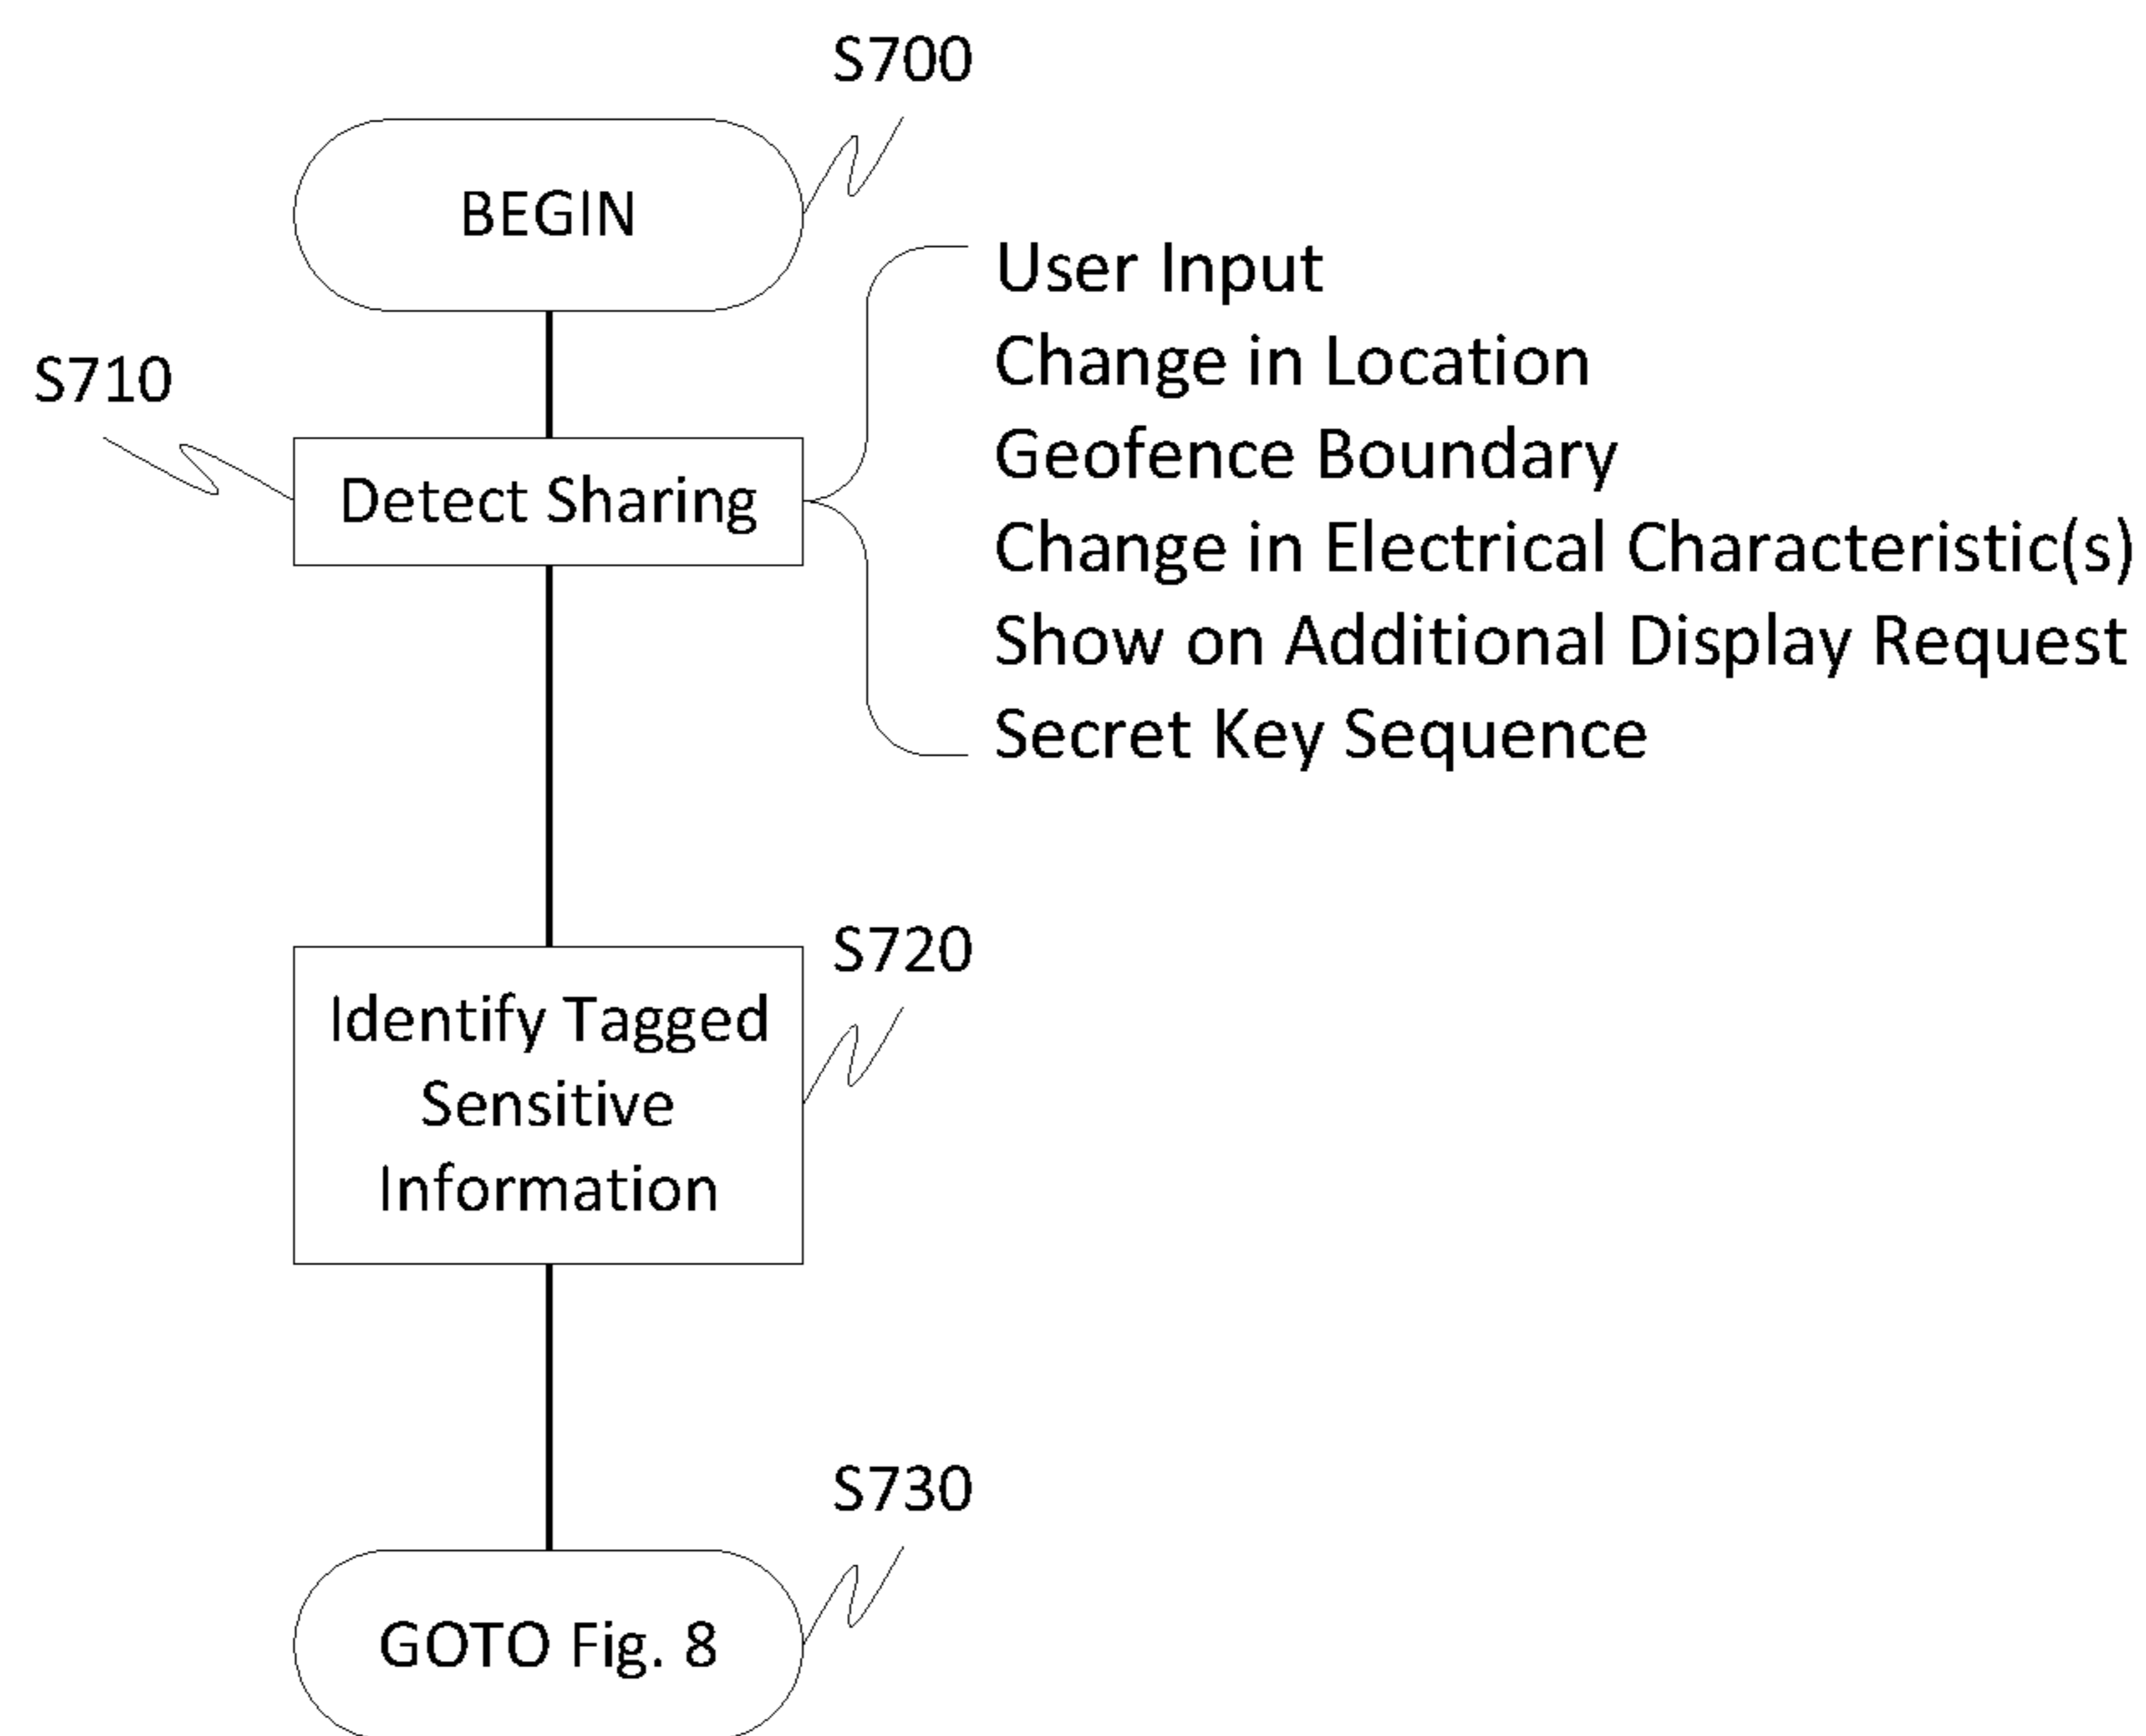 S700
BEGIN
User Input
Change in Location
S710
Geofence Boundary
Detect Sharing
Change in Electrical Characteristic(s)
Show on Additional Display Request
Secret Key Sequence
S720
Identify Tagged
Sensitive
Information
S730
GOTO Fig. 8